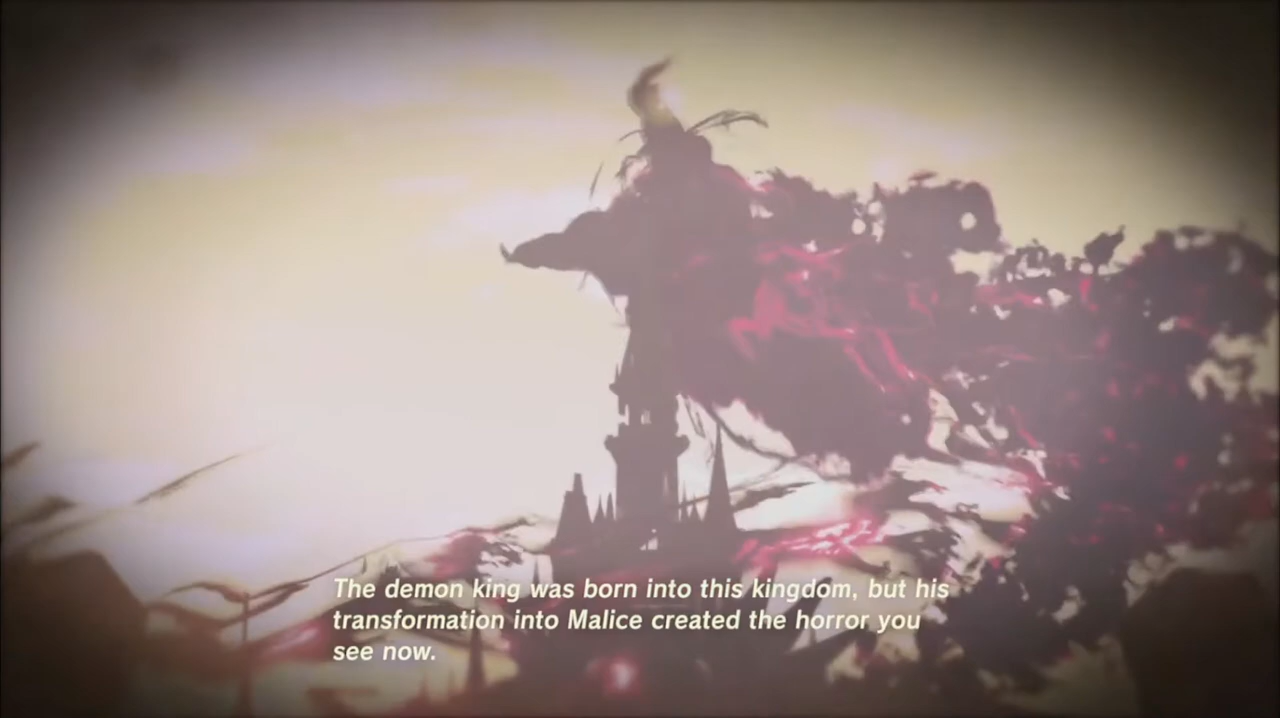 The demon king was born into this kingdom, but his
transformation into Malice created the horror you
see now.